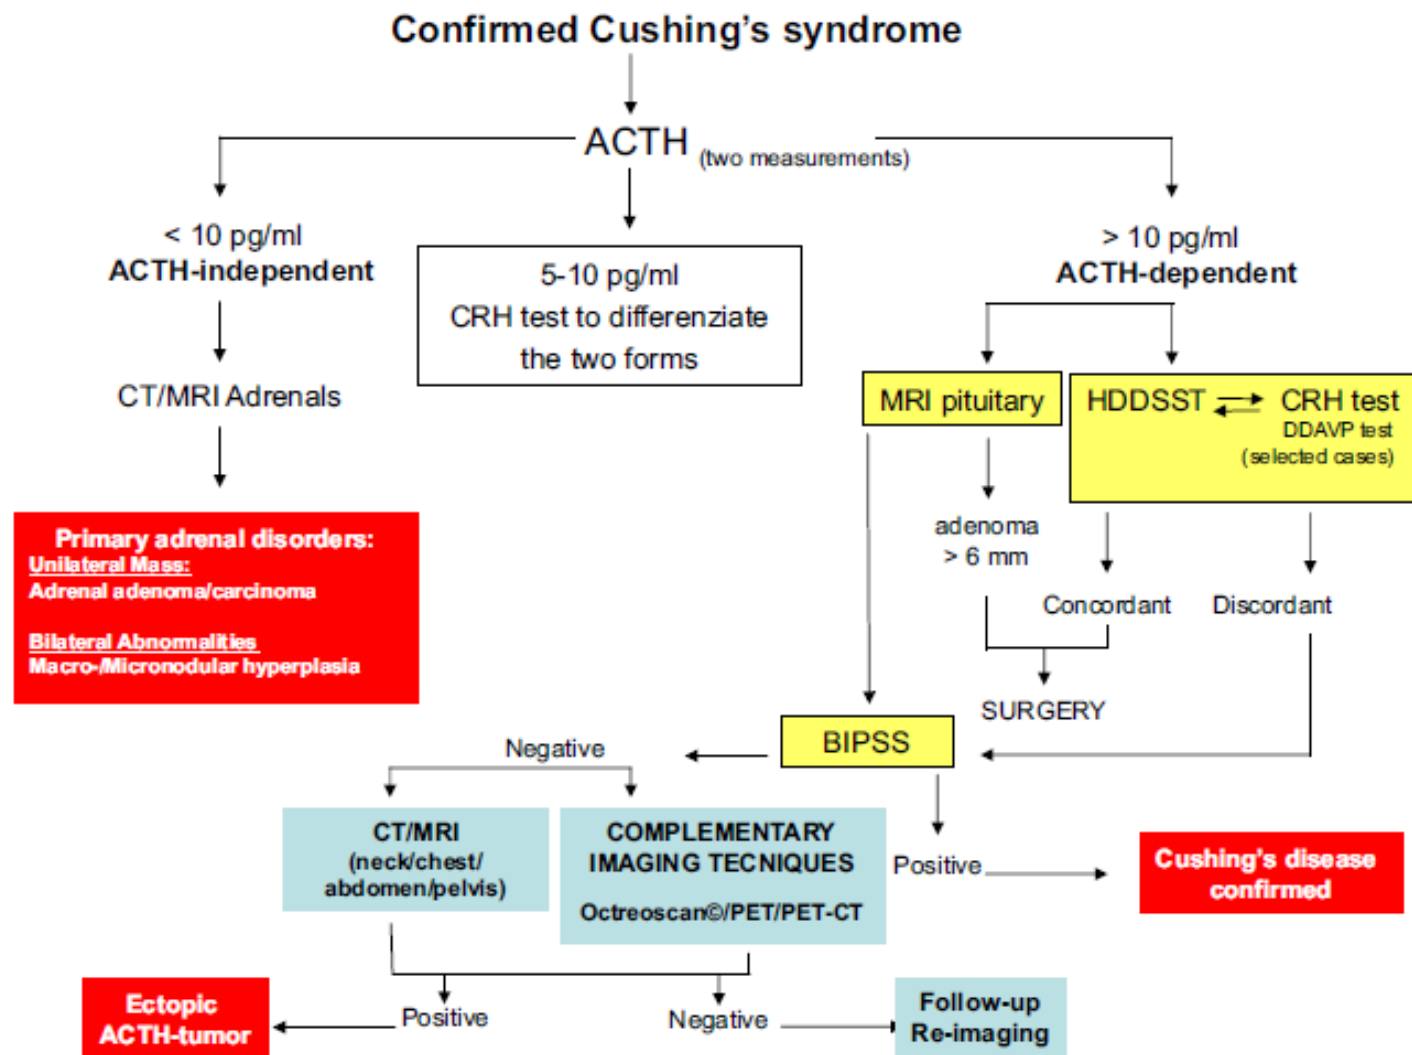 Confirmed Cushing's syndrome
ACTH (two measurements)
< 10 pg/ml
ACTH-independent
5-10 pg/ml
CRH test to differenziate
the two forms
> 10 pg/ml
ACTH-dependent
CT/MRI Adrenals
MRI pituitary
HDDSST
CRH test
DDAVP test
(selected cases)
Primary adrenal disorders:
Unilateral Mass:
Adrenal adenoma/carcinoma
Bilateral Abnormalities
Macro-/Micronodular hyperplasia
adenoma
> 6 mm
Concordant
Discordant
SURGERY
BIPSS
Negative
CT/MRI
(neck/chest/
abdomen/pelvis)
COMPLEMENTARY
IMAGING TECNIQUES
Octreoscan©/PET/PET-CT
Positive
Cushing's disease
confirmed
Ectopic
ACTH-tumor
Positive
Negative
Follow-up
Re-imaging